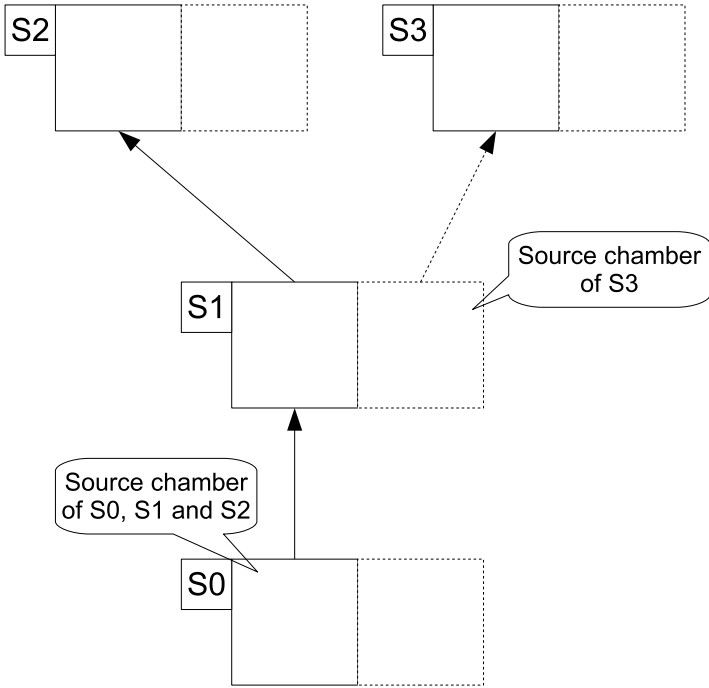 S2
S3
Source chamber
of S3
S1
Source chamber
of S0, S1 and S2
S0